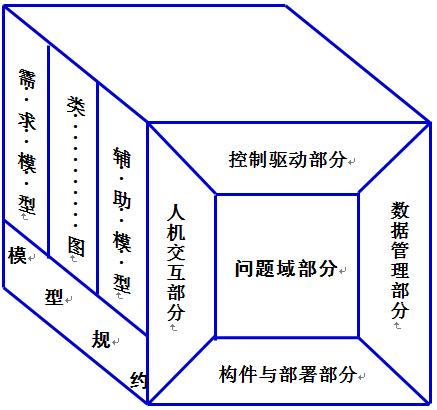 需求模型
类图
辅助模型
模型规约
控制驱动部分
人机交互部分
问题域部分
数据管理部分
构件与部署部分